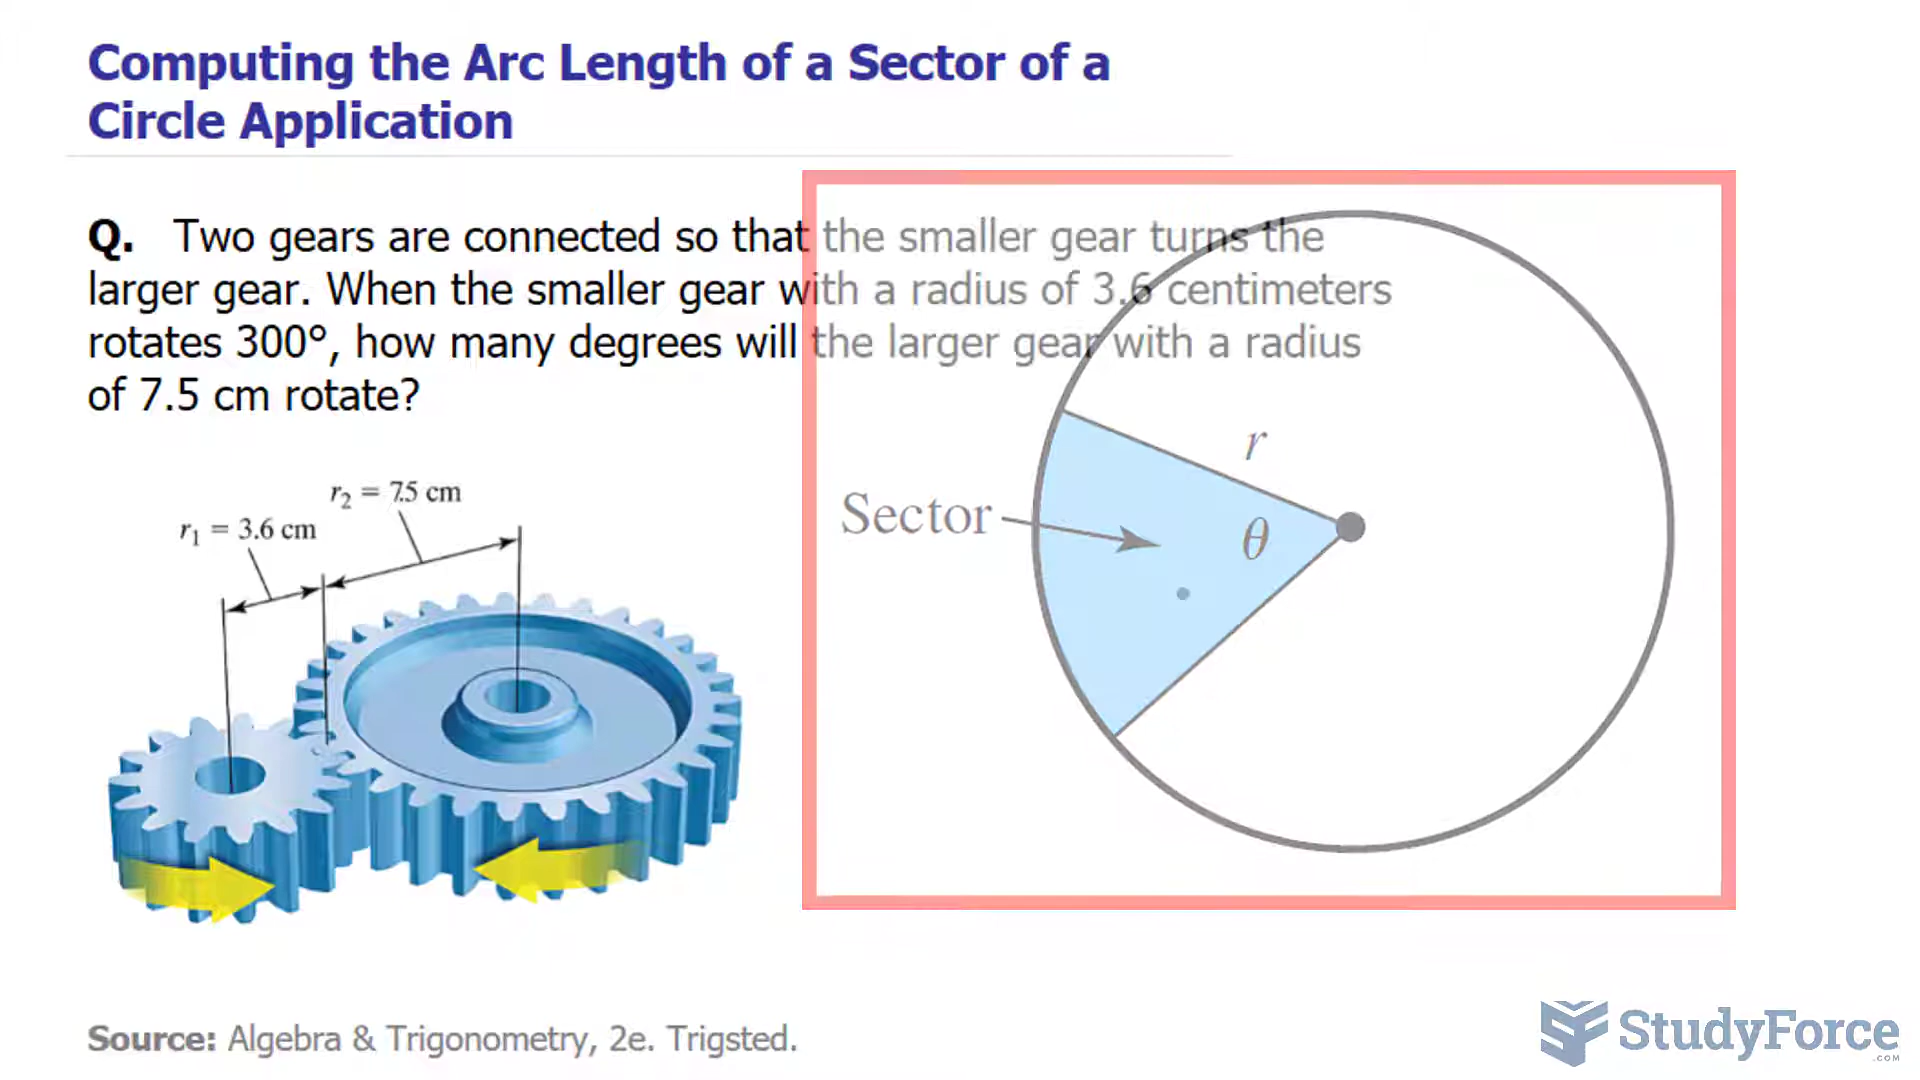 Computing the Arc Length of a Sector of a
Circle Application
Q. Two gears are connected so that the smaller gear turns the
larger gear. When the smaller gear with a radius of 3.6 centimeters
rotates 300°, how many degrees will the larger gear with a radius
of 7.5 cm rotate?
r₂ = 7.5 cm
r₁ = 3.6 cm
r
Sector
θ
Source: Algebra & Trigonometry, 2e. Trigsted.
SF StudyForce
.COM